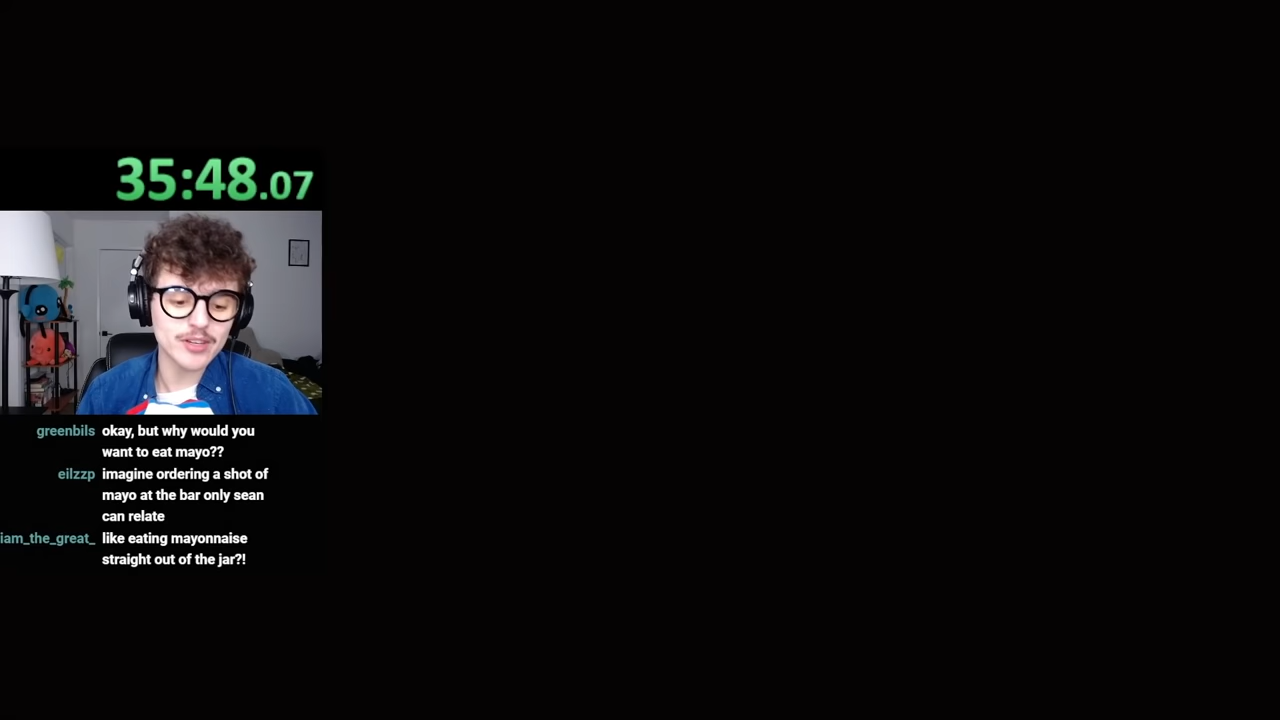 35:48.07
greenbils okay, but why would you
want to eat mayo??
eilzzp imagine ordering a shot of
mayo at the bar only sean
can relate
iam_the_great_ like eating mayonnaise
straight out of the jar?!